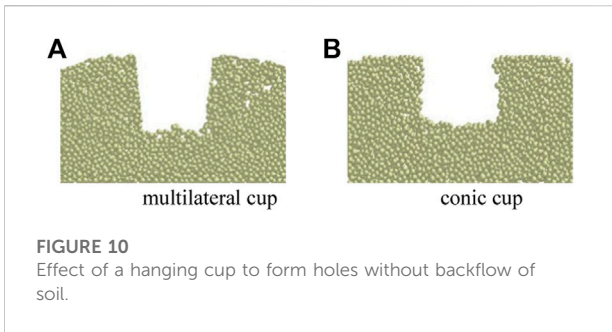 A
B
multilateral cup
conic cup
FIGURE 10
Effect of a hanging cup to form holes without backflow of
soil.